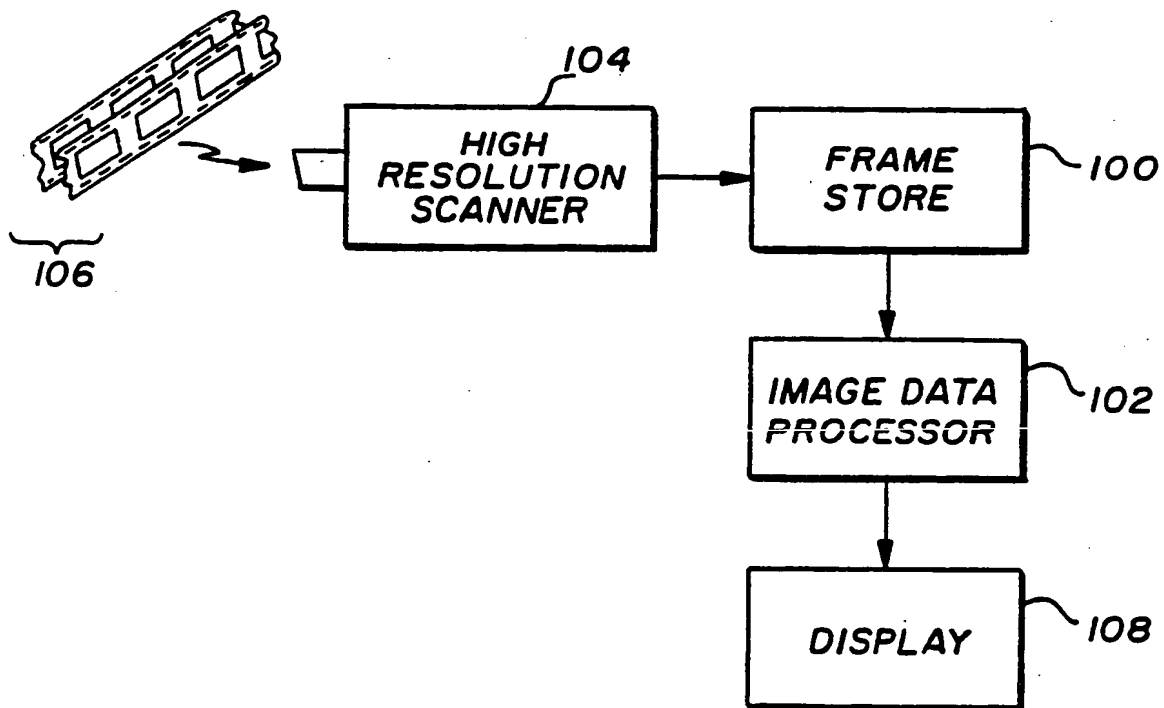 104
HIGH
RESOLUTION
SCANNER
FRAME
STORE
100
106
IMAGE DATA
PROCESSOR
102
DISPLAY
108